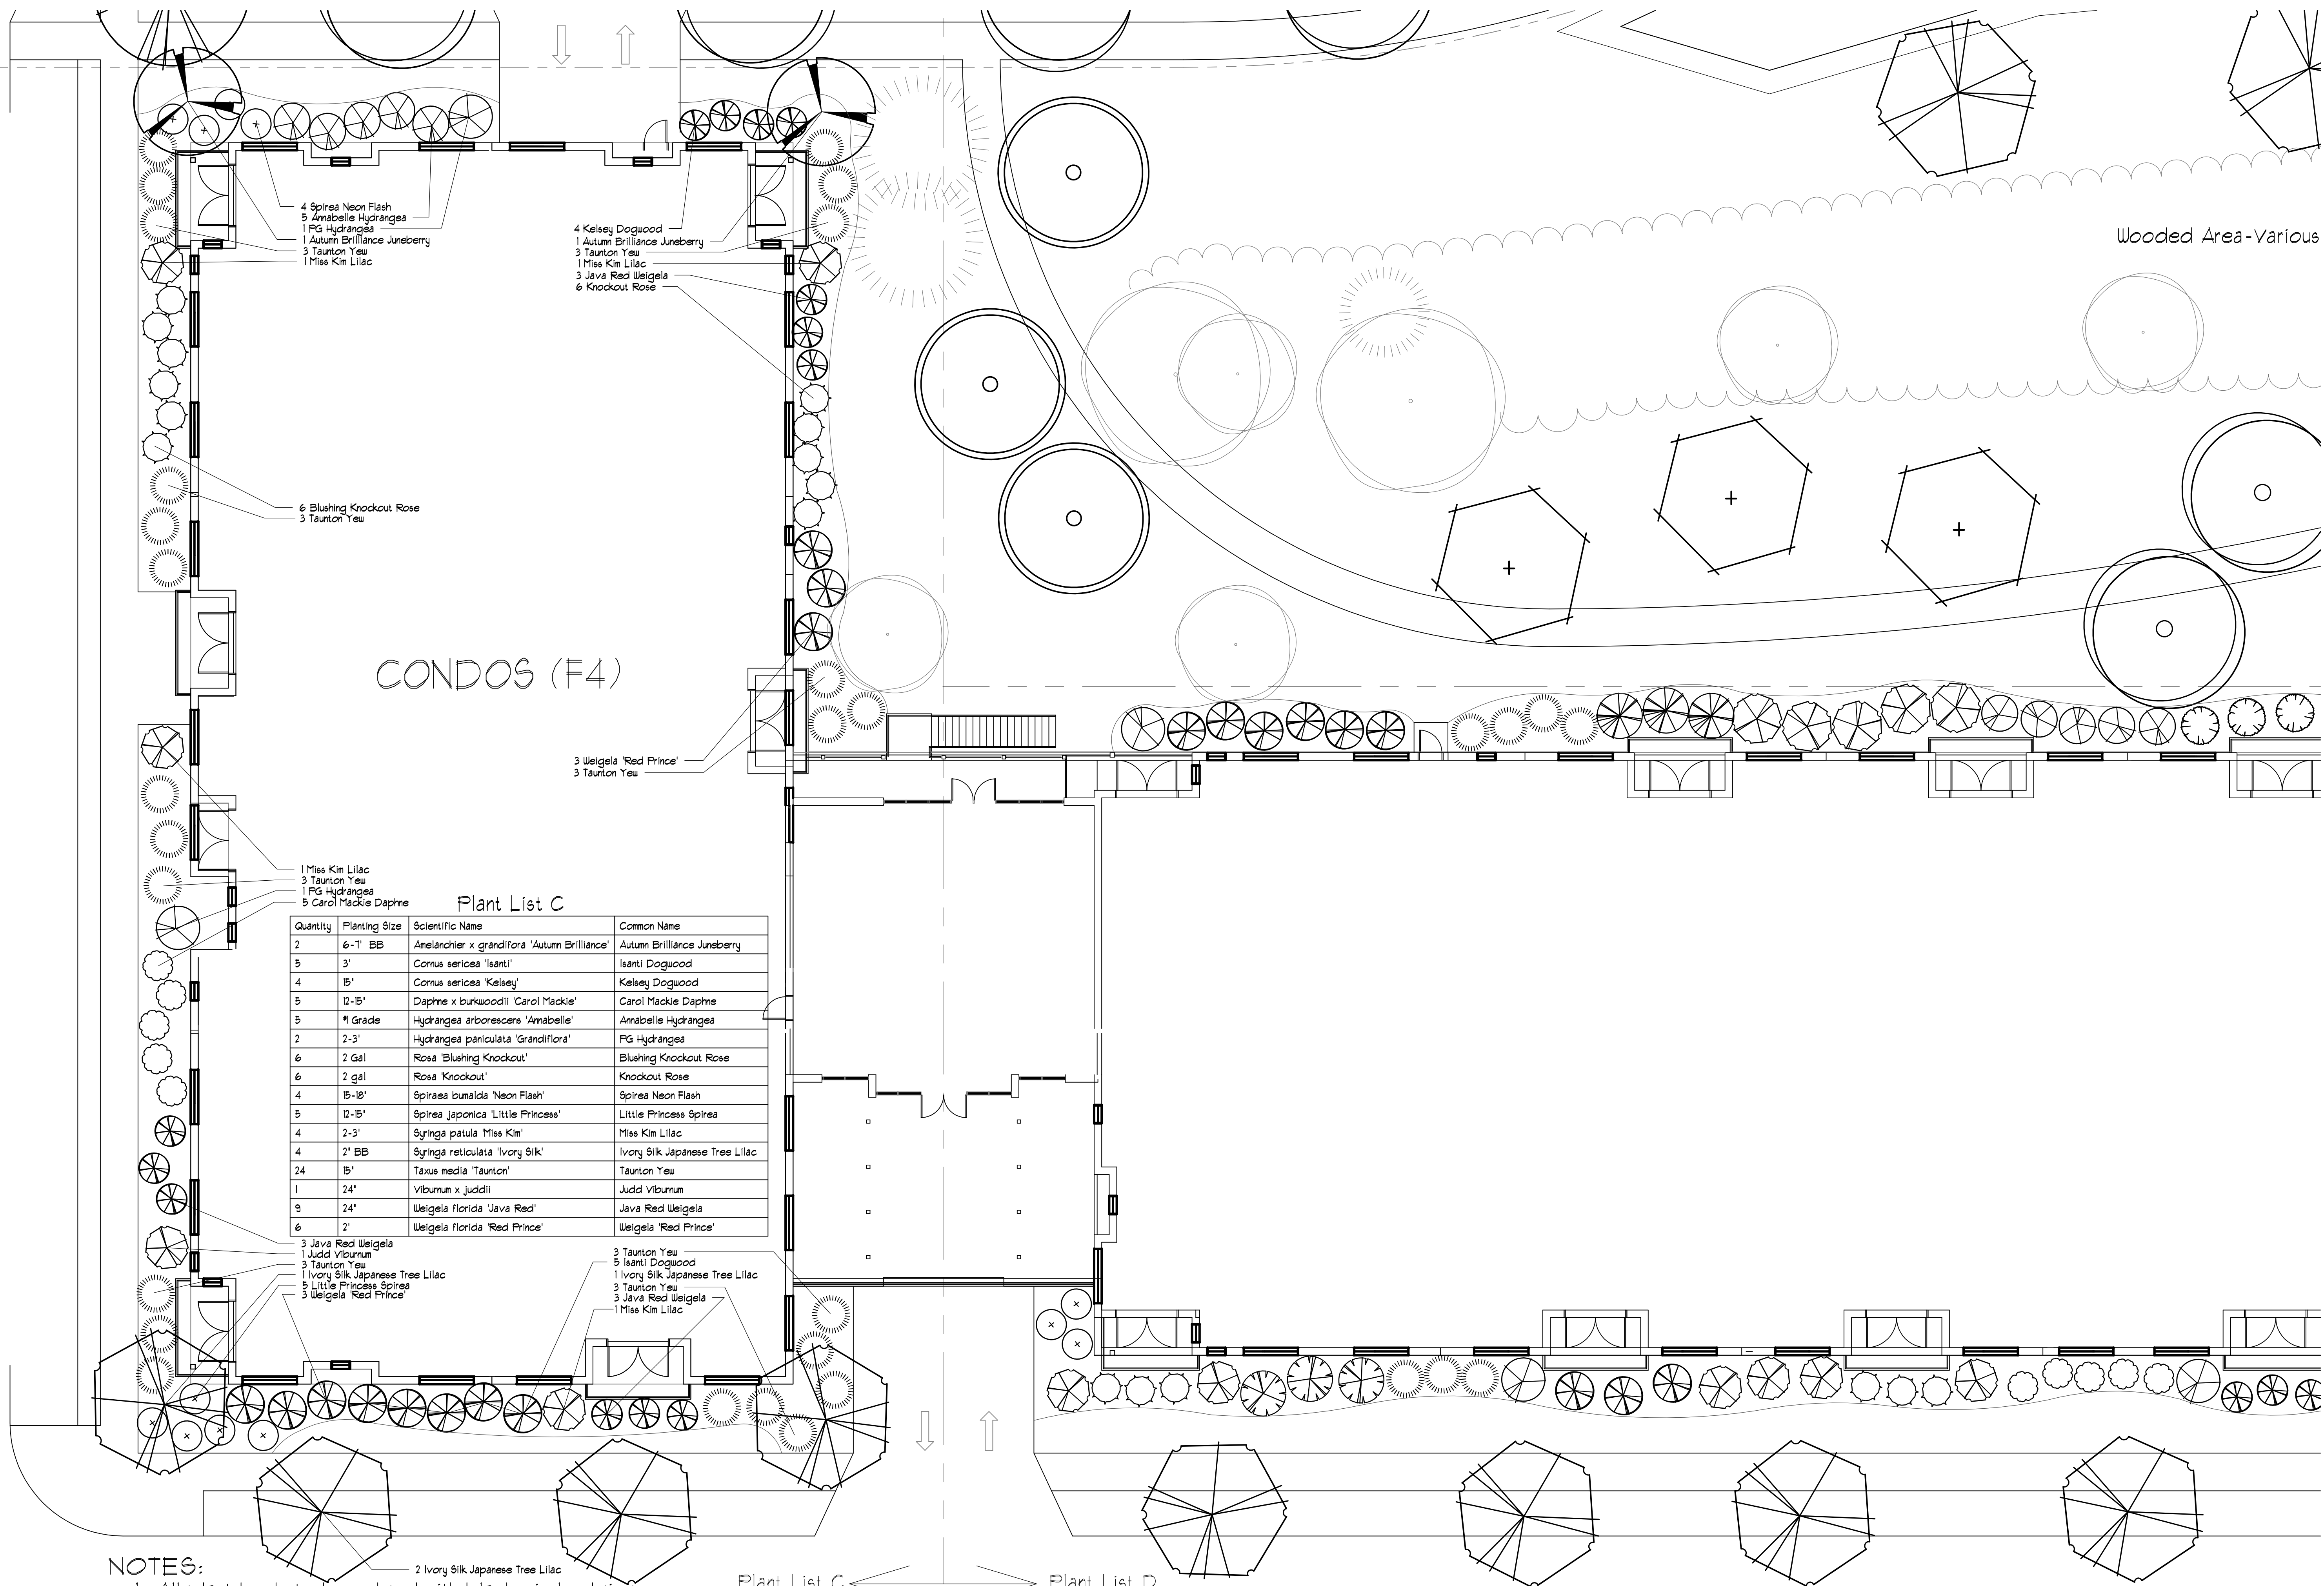 4 Spirea Neon Flash
5 Annabelle Hydrangea
1 PG Hydrangea
1 Autumn Brilliance Juneberry
3 Taunton Yew
1 Miss Kim Lilac
4 Kelsey Dogwood
1 Autumn Brilliance Juneberry
3 Taunton Yew
1 Miss Kim Lilac
3 Java Red Weigela
6 Knockout Rose
Wooded Area-Various
6 Blushing Knockout Rose
3 Taunton Yew
CONDOS (F4)
3 Weigela 'Red Prince'
3 Taunton Yew
1 Miss Kim Lilac
3 Taunton Yew
1 PG Hydrangea
5 Carol Mackie Daphne
Plant List C
Quantity Planting Size Scientific Name Common Name
2 6-7' BB Amelanchier x grandifora 'Autumn Brilliance' Autumn Brilliance Juneberry
5 3' Cornus sericea 'Isanti' Isanti Dogwood
4 15" Cornus sericea 'Kelsey' Kelsey Dogwood
5 12-15" Daphne x burkwoodii 'Carol Mackie' Carol Mackie Daphne
5 #1 Grade Hydrangea arborescens 'Annabelle' Annabelle Hydrangea
2 2-3' Hydrangea paniculata 'Grandiflora' PG Hydrangea
6 2 Gal Rosa 'Blushing Knockout' Blushing Knockout Rose
6 2 gal Rosa 'Knockout' Knockout Rose
4 15-18" Spiraea bumalda 'Neon Flash' Spirea Neon Flash
5 12-15" Spirea japonica 'Little Princess' Little Princess Spirea
4 2-3' Syringa patula 'Miss Kim' Miss Kim Lilac
4 2" BB Syringa reticulata 'Ivory Silk' Ivory Silk Japanese Tree Lilac
24 15" Taxus media 'Taunton' Taunton Yew
1 24" Viburnum x juddii Judd Viburnum
9 24" Weigela florida 'Java Red' Java Red Weigela
6 2' Weigela florida 'Red Prince' Weigela 'Red Prince'
3 Java Red Weigela
1 Judd Viburnum
3 Taunton Yew
1 Ivory Silk Japanese Tree Lilac
5 Little Princess Spirea
3 Weigela 'Red Prince'
3 Taunton Yew
5 Isanti Dogwood
1 Ivory Silk Japanese Tree Lilac
3 Taunton Yew
3 Java Red Weigela
1 Miss Kim Lilac
NOTES:
2 Ivory Silk Japanese Tree Lilac
Plant List C
Plant List D